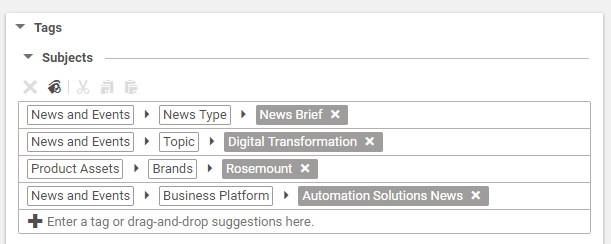 Tags
Subjects
News and Events News Type News Brief
News and Events Topic Digital Transformation
Product Assets Brands Rosemount
News and Events Business Platform Automation Solutions News
Enter a tag or drag-and-drop suggestions here.